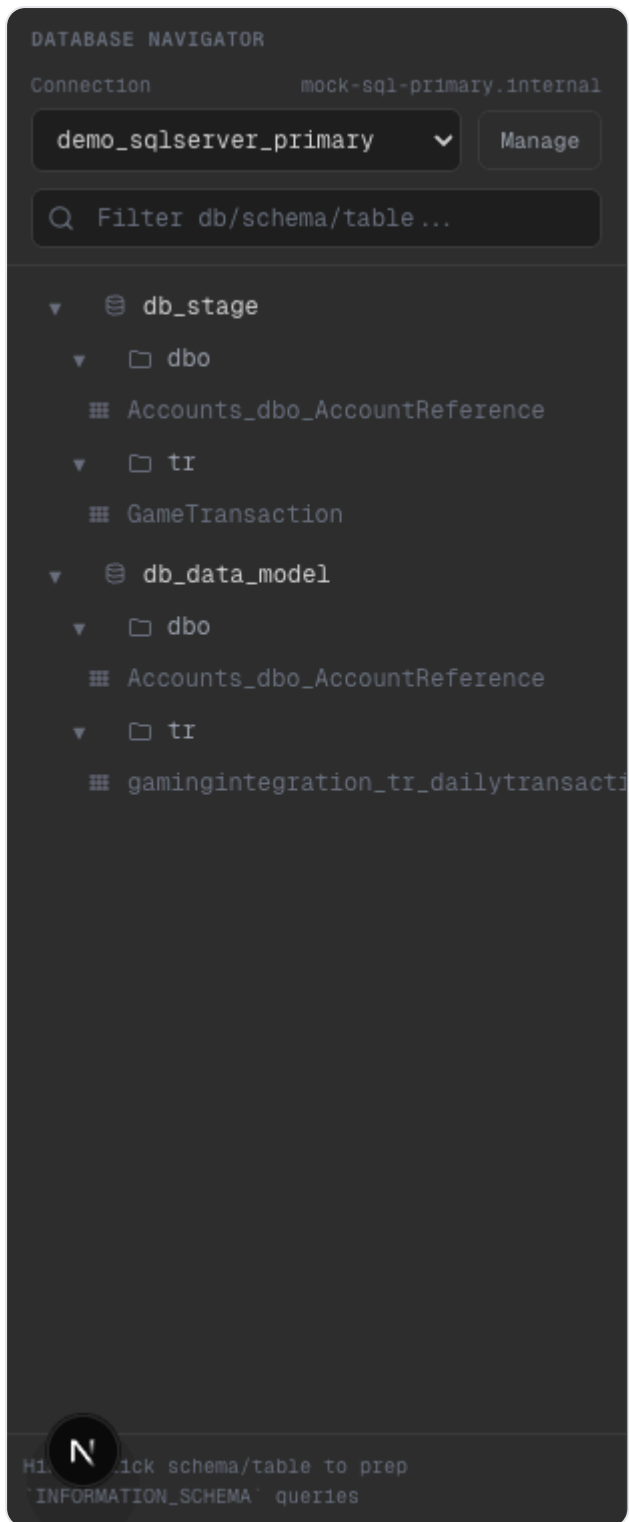 DATABASE NAVIGATOR
Connection mock-sql-primary.internal
demo_sqlserver_primary Manage
Filter db/schema/table...
db_stage
dbo
Accounts_dbo_AccountReference
tr
GameTransaction
db_data_model
dbo
Accounts_dbo_AccountReference
tr
gamingintegration_tr_dailytransacti
N
schema/table to prep
`INFORMATION_SCHEMA` queries